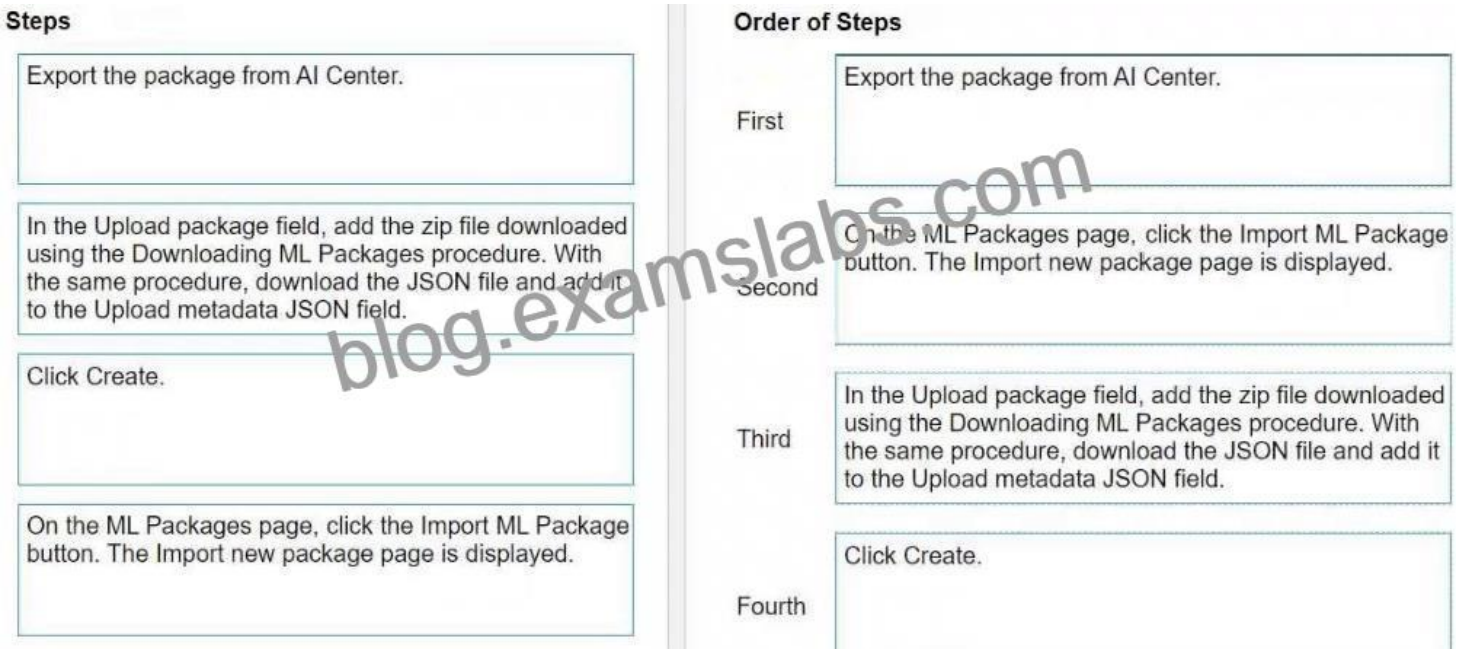 Steps
Export the package from AI Center.
In the Upload package field, add the zip file downloaded
using the Downloading ML Packages procedure. With
the same procedure, download the JSON file and add it
to the Upload metadata JSON field.
Click Create.
On the ML Packages page, click the Import ML Package
button. The Import new package page is displayed.
Order of Steps
First
Export the package from AI Center.
Second
On the ML Packages page, click the Import ML Package
button. The Import new package page is displayed.
Third
In the Upload package field, add the zip file downloaded
using the Downloading ML Packages procedure. With
the same procedure, download the JSON file and add it
to the Upload metadata JSON field.
Fourth
Click Create.
blog.examslabs.com